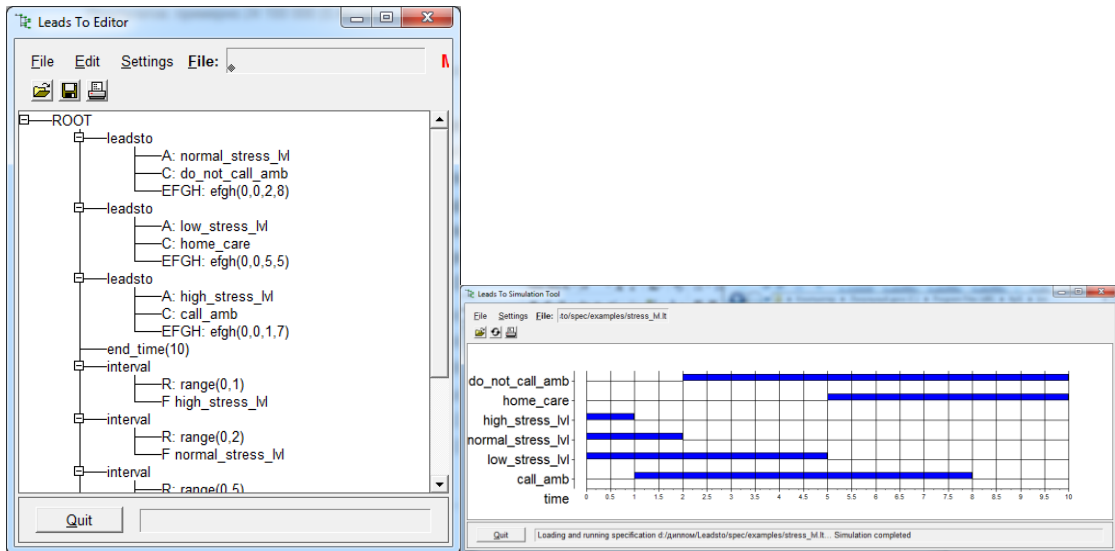 Leads To Editor
File Edit Settings File:
ROOT
leadsto
A: normal_stress_lvl
C: do_not_call_amb
EFGH: efgh(0,0,2,8)
leadsto
A: low_stress_lvl
C: home_care
EFGH: efgh(0,0,5,5)
leadsto
A: high_stress_lvl
C: call_amb
EFGH: efgh(0,0,1,7)
end_time(10)
interval
R: range(0,1)
F high_stress_lvl
interval
R: range(0,2)
F normal_stress_lvl
interval
R: range(0,5)
Quit
Leads To Simulation Tool
File Settings File: to/spec/examples/stress_lvl.lt
do_not_call_amb
home_care
high_stress_lvl
normal_stress_lvl
low_stress_lvl
call_amb
time 0 0.5 1 1.5 2 2.5 3 3.5 4 4.5 5 5.5 6 6.5 7 7.5 8 8.5 9 9.5 10
Quit Loading and running specification d:/диплом/Leadsto/spec/examples/stress_lvl.lt... Simulation completed